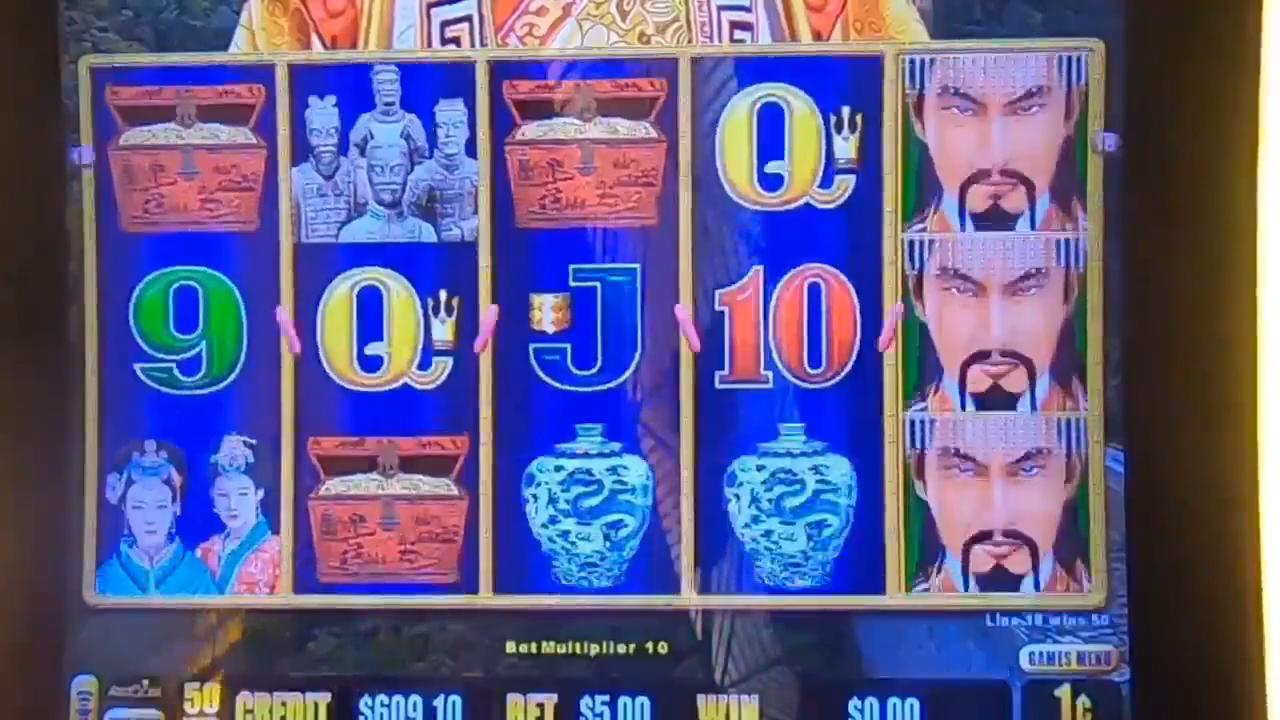 Q
9 Q J 10
Line 18 wins 50
Bet Multiplier 10
GAMES MENU
50 CREDIT $609.10 BET $5.00 WIN $0.00 1¢